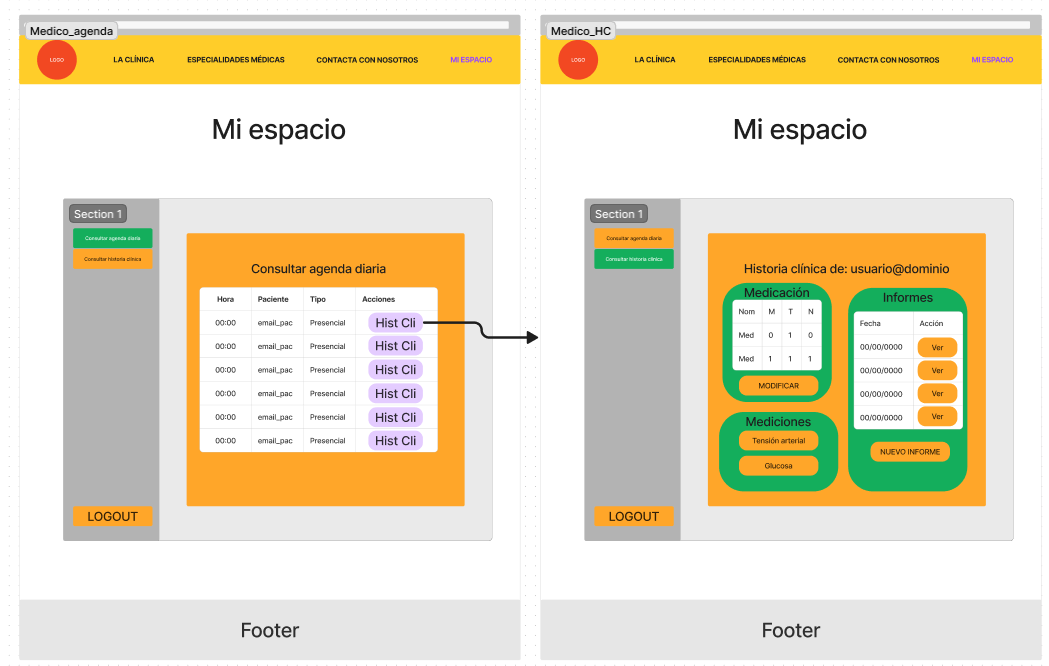 Medico_agenda
LOGO
LA CLÍNICA
ESPECIALIDADES MÉDICAS
CONTACTA CON NOSOTROS
MI ESPACIO
Mi espacio
Section 1
Consultar agenda diaria
Consultar historia clínica
LOGOUT
Consultar agenda diaria
Hora Paciente Tipo Acciones
00:00 email_pac Presencial Hist Cli
00:00 email_pac Presencial Hist Cli
00:00 email_pac Presencial Hist Cli
00:00 email_pac Presencial Hist Cli
00:00 email_pac Presencial Hist Cli
00:00 email_pac Presencial Hist Cli
Footer
Medico_HC
LOGO
LA CLÍNICA
ESPECIALIDADES MÉDICAS
CONTACTA CON NOSOTROS
MI ESPACIO
Mi espacio
Section 1
Consultar agenda diaria
Consultar historia clínica
LOGOUT
Historia clínica de: usuario@dominio
Medicación
Nom M T N
Med 0 1 0
Med 1 1 1
MODIFICAR
Mediciones
Tensión arterial
Glucosa
Informes
Fecha Acción
00/00/0000 Ver
00/00/0000 Ver
00/00/0000 Ver
00/00/0000 Ver
NUEVO INFORME
Footer